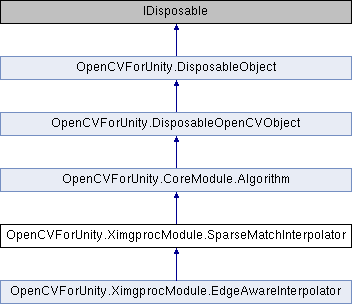 IDisposable
OpenCVForUnity.DisposableObject
OpenCVForUnity.DisposableOpenCVObject
OpenCVForUnity.CoreModule.Algorithm
OpenCVForUnity.XimgprocModule.SparseMatchInterpolator
OpenCVForUnity.XimgprocModule.EdgeAwareInterpolator